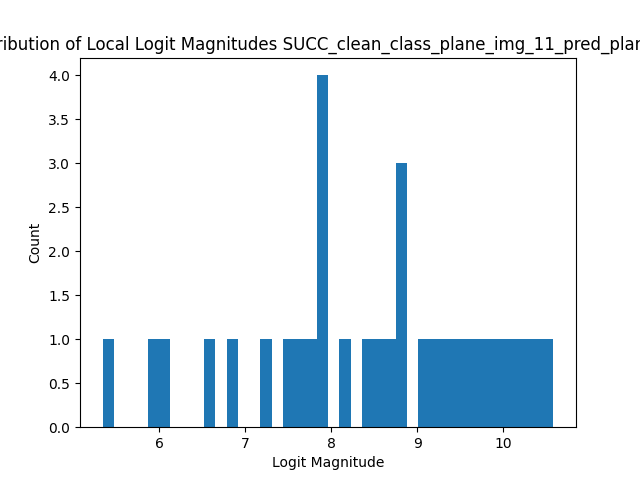 ribution of Local Logit Magnitudes SUCC_clean_class_plane_img_11_pred_plan
4.0
3.5
3.0
2.5
2.0
1.5
1.0
0.5
0.0
Count
6 7 8 9 10
Logit Magnitude